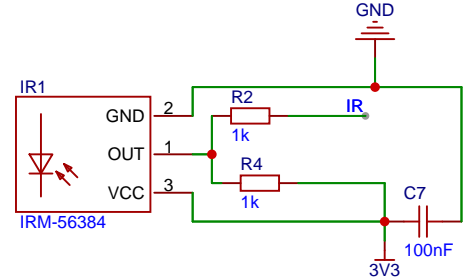 GND
IR1
GND 2
R2
IR
1k
OUT 1
R4
VCC 3
1k
C7
IRM-56384
100nF
3V3